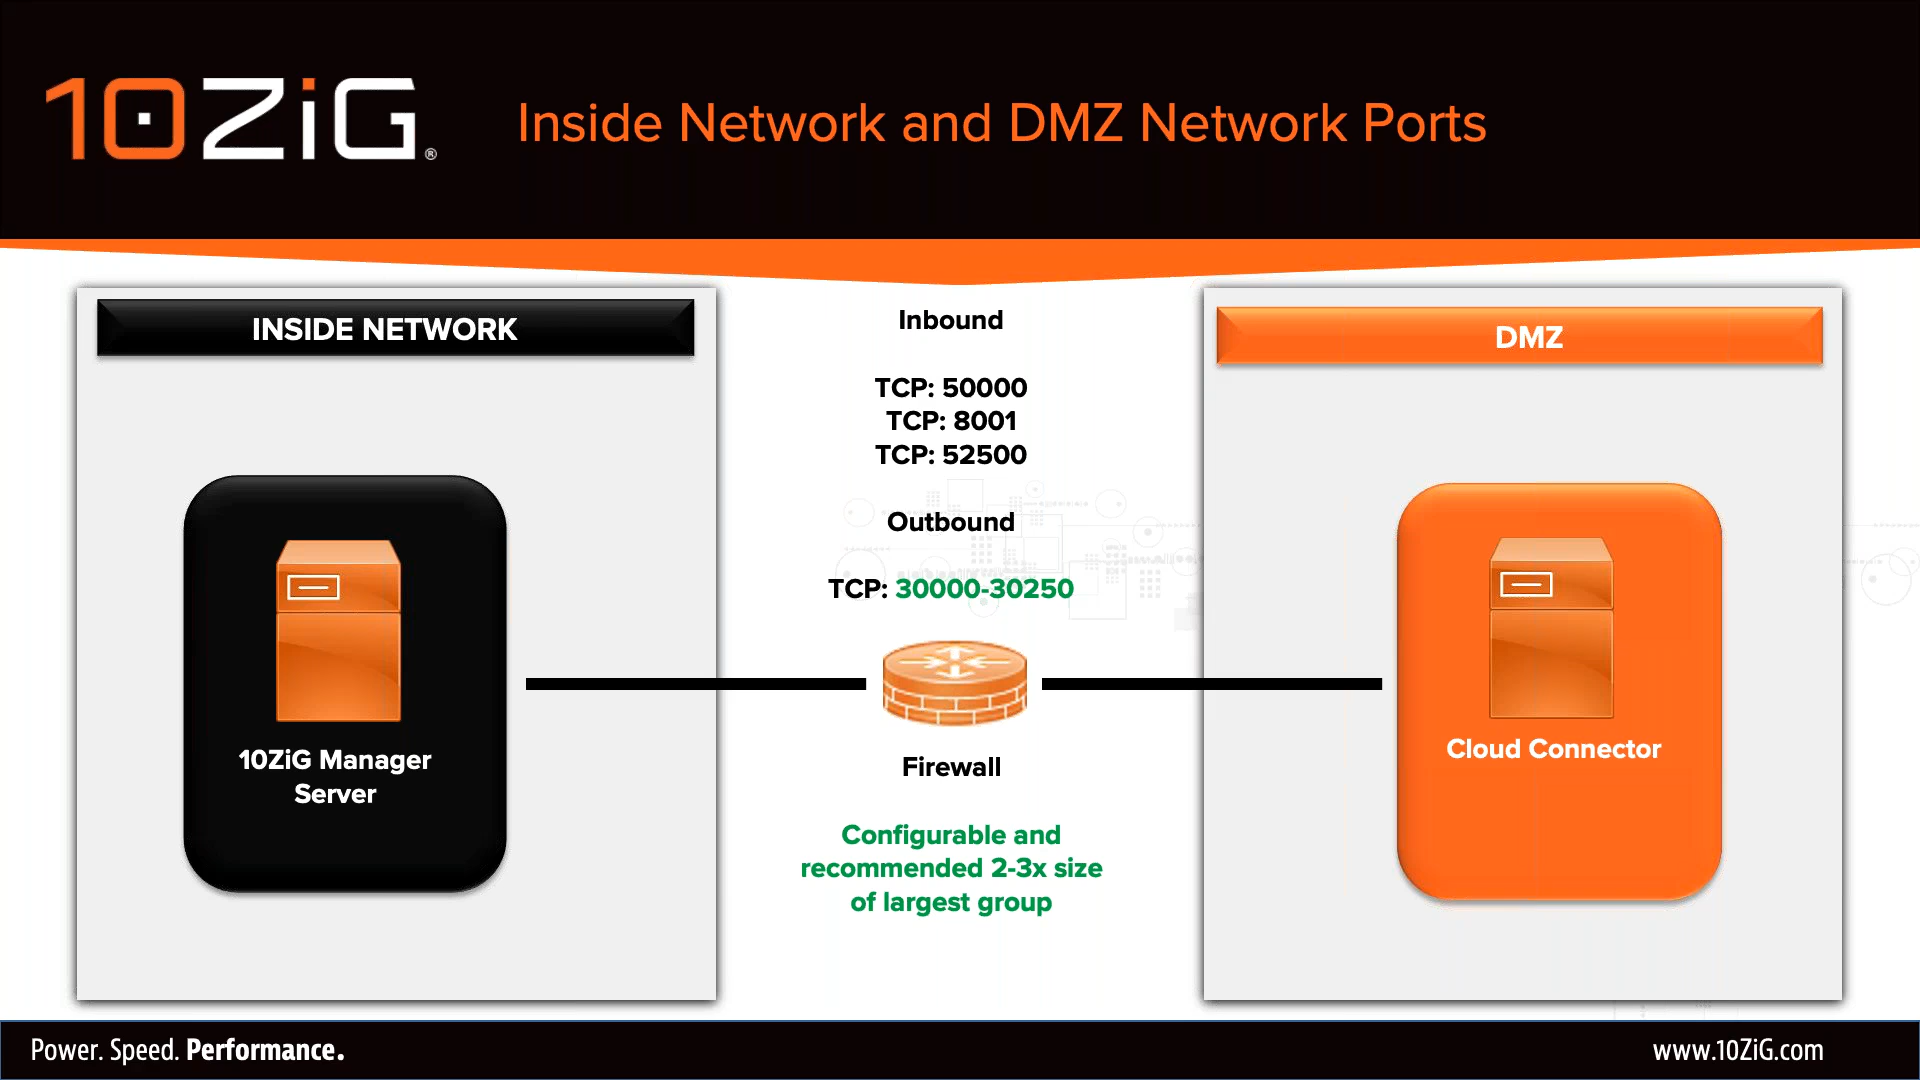 10ZiG®
Inside Network and DMZ Network Ports
INSIDE NETWORK
10ZiG Manager
Server
Inbound
TCP: 50000
TCP: 8001
TCP: 52500
Outbound
TCP: 30000-30250
Firewall
Configurable and
recommended 2-3x size
of largest group
DMZ
Cloud Connector
Power. Speed. Performance.
www.10ZiG.com